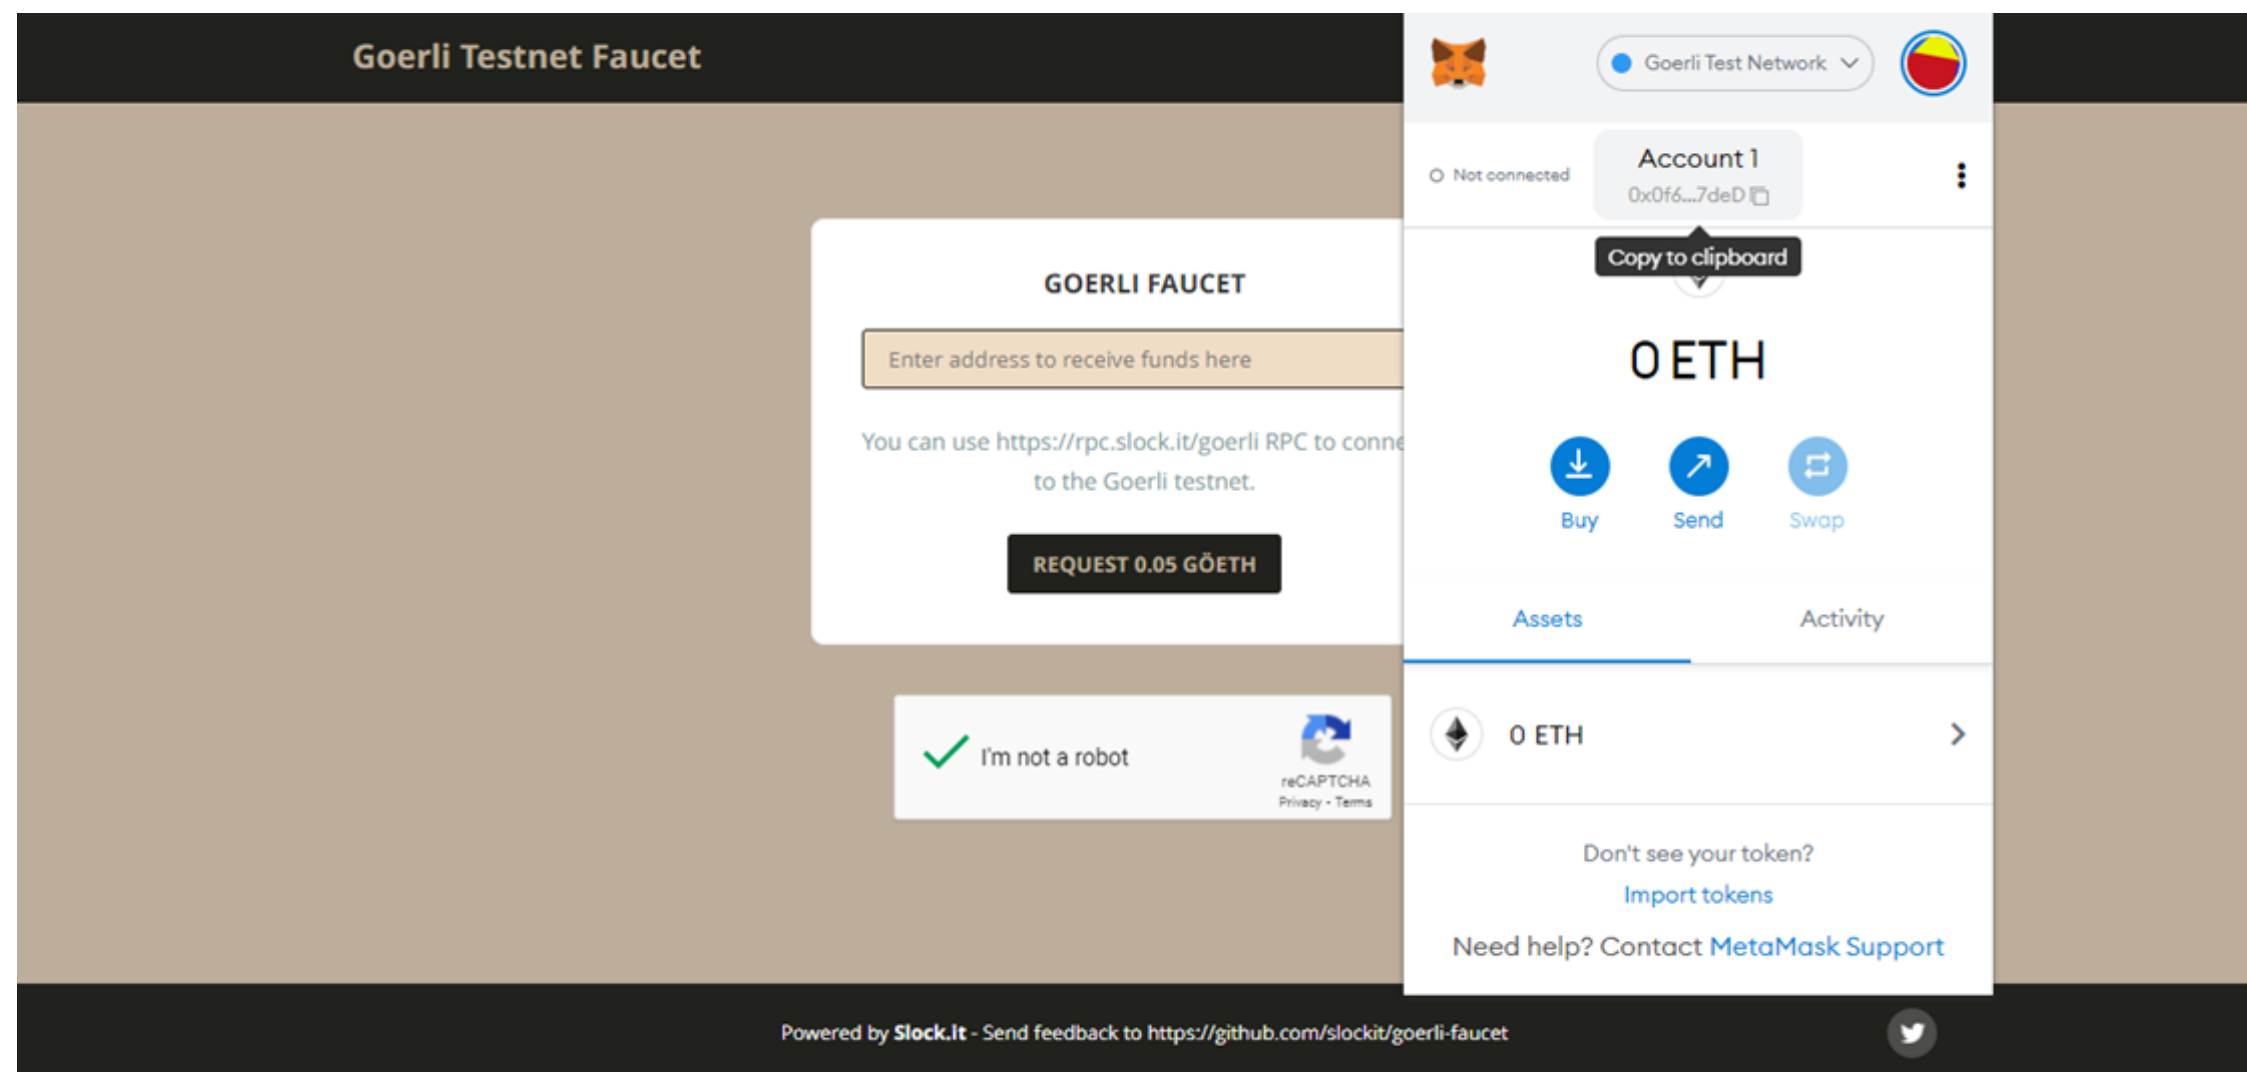 Goerli Testnet Faucet
Goerli Test Network
Not connected
Account 1
0x0f6...7deD
Copy to clipboard
GOERLI FAUCET
Enter address to receive funds here
You can use https://rpc.slock.it/goerli RPC to conne
to the Goerli testnet.
REQUEST 0.05 GÖETH
0 ETH
Buy
Send
Swap
Assets
Activity
I'm not a robot
reCAPTCHA
Privacy - Terms
0 ETH
Don't see your token?
Import tokens
Need help? Contact MetaMask Support
Powered by Slock.It - Send feedback to https://github.com/slockit/goerli-faucet